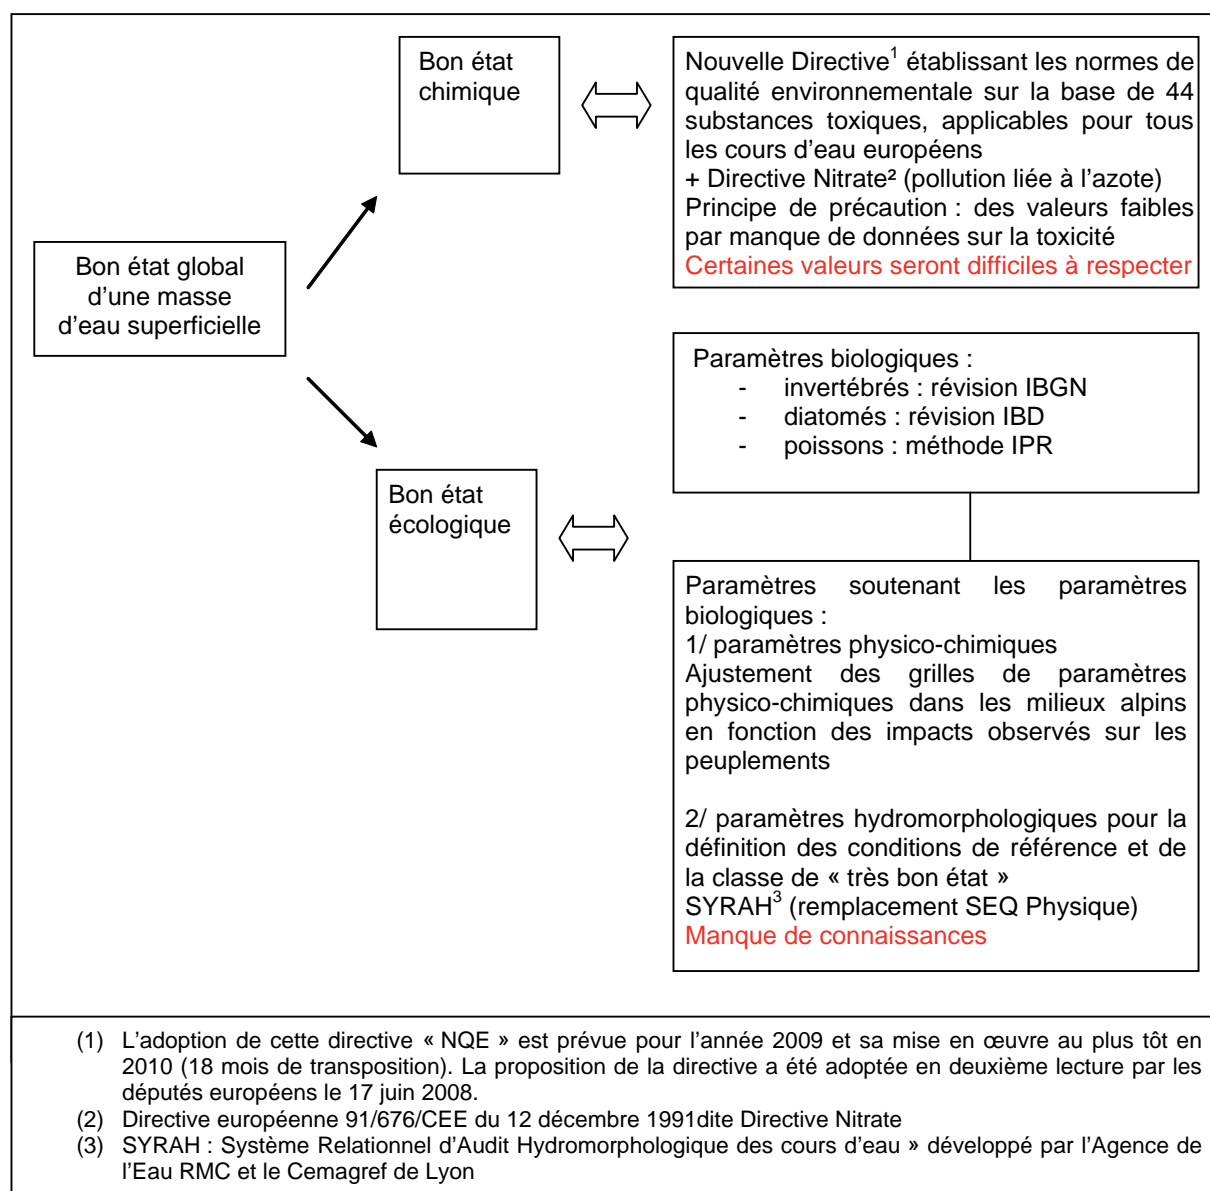 Bon état
chimique
Nouvelle Directive¹ établissant les normes de
qualité environnementale sur la base de 44
substances toxiques, applicables pour tous
les cours d'eau européens
+ Directive Nitrate² (pollution liée à l'azote)
Principe de précaution : des valeurs faibles
par manque de données sur la toxicité
Certaines valeurs seront difficiles à respecter
Bon état global
d'une masse
d'eau superficielle
Paramètres biologiques :
- invertébrés : révision IBGN
- diatomés : révision IBD
- poissons : méthode IPR
Bon état
écologique
Paramètres soutenant les paramètres
biologiques :
1/ paramètres physico-chimiques
Ajustement des grilles de paramètres
physico-chimiques dans les milieux alpins
en fonction des impacts observés sur les
peuplements
2/ paramètres hydromorphologiques pour la
définition des conditions de référence et de
la classe de « très bon état »
SYRAH³ (remplacement SEQ Physique)
Manque de connaissances
(1) L'adoption de cette directive « NQE » est prévue pour l'année 2009 et sa mise en œuvre au plus tôt en
2010 (18 mois de transposition). La proposition de la directive a été adoptée en deuxième lecture par les
députés européens le 17 juin 2008.
(2) Directive européenne 91/676/CEE du 12 décembre 1991dite Directive Nitrate
(3) SYRAH : Système Relationnel d'Audit Hydromorphologique des cours d'eau » développé par l'Agence de
l'Eau RMC et le Cemagref de Lyon